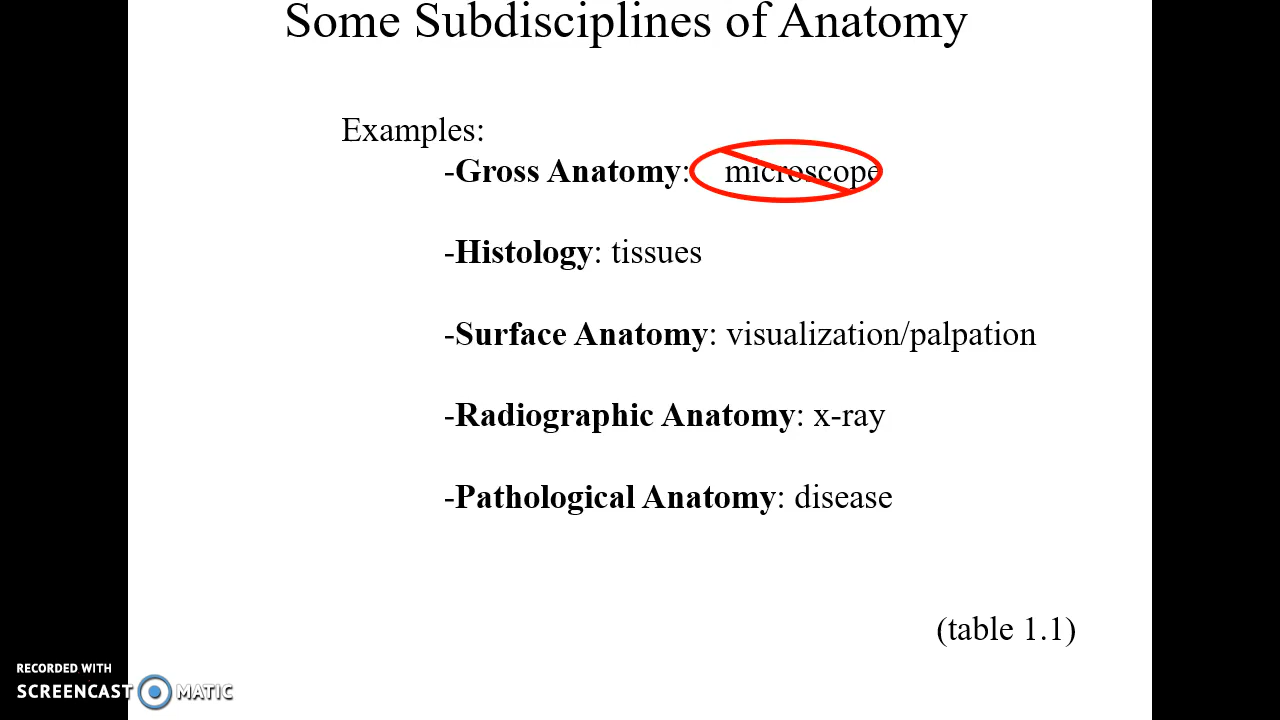 Some Subdisciplines of Anatomy
Examples:
-Gross Anatomy: microscope
-Histology: tissues
-Surface Anatomy: visualization/palpation
-Radiographic Anatomy: x-ray
-Pathological Anatomy: disease
(table 1.1)
RECORDED WITH
SCREENCAST MATIC